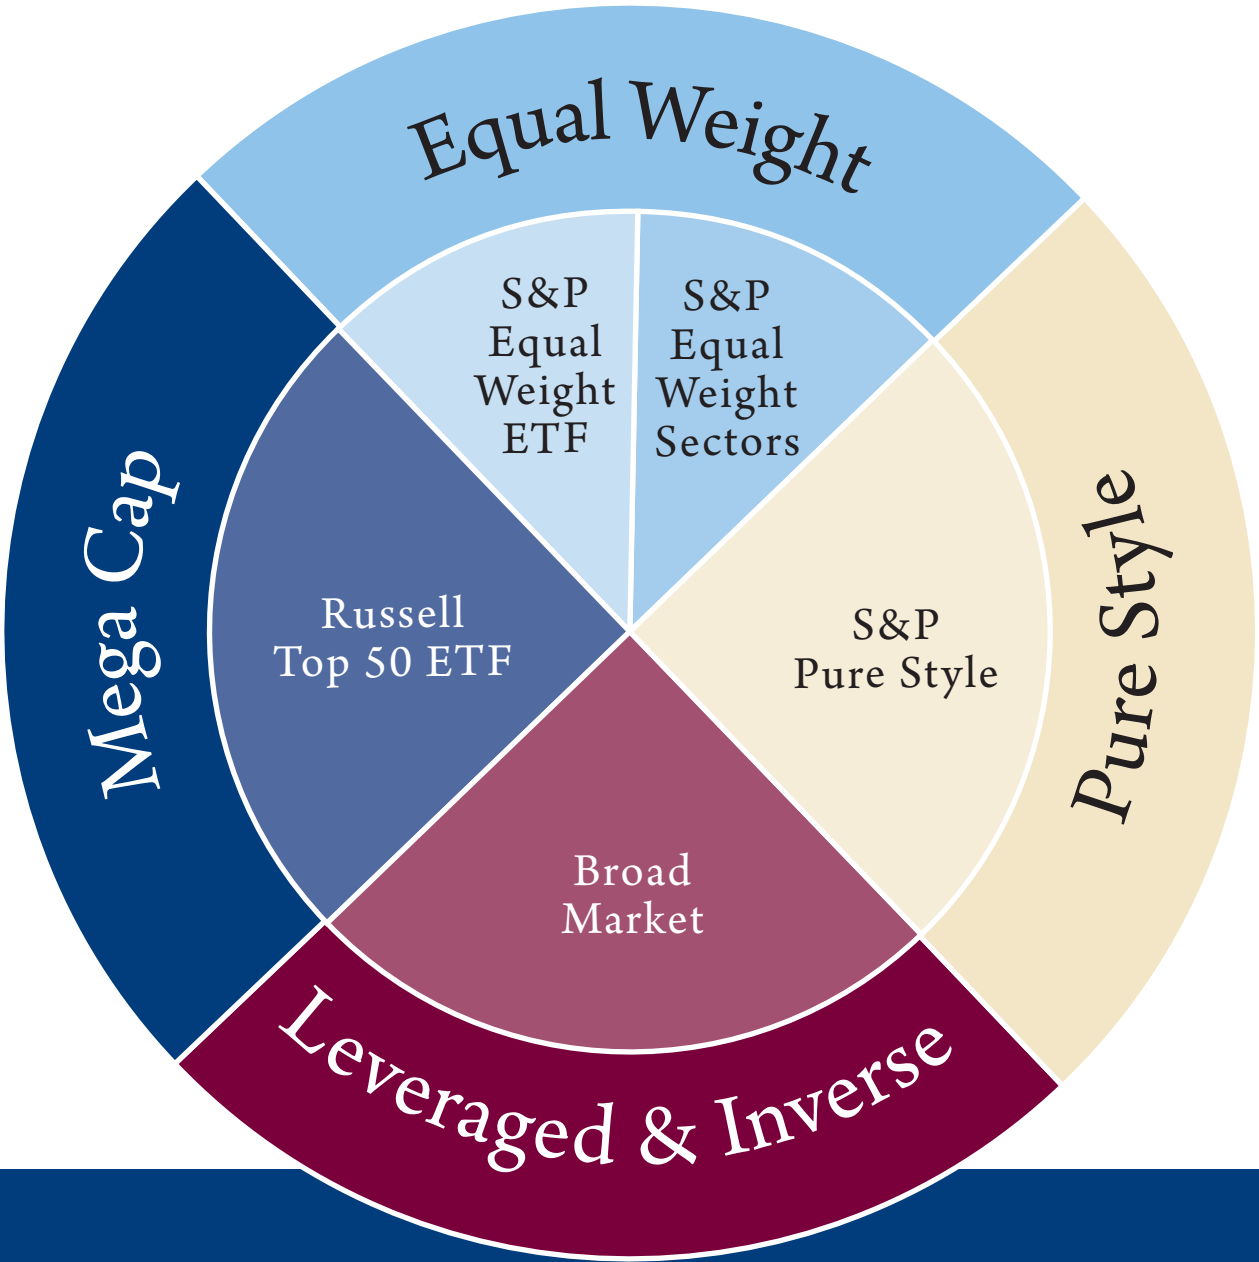 Equal Weight
S&P
Equal
Weight
ETF
S&P
Equal
Weight
Sectors
Mega Cap
Russell
Top 50 ETF
S&P
Pure Style
Pure Style
Broad
Market
Leveraged & Inverse